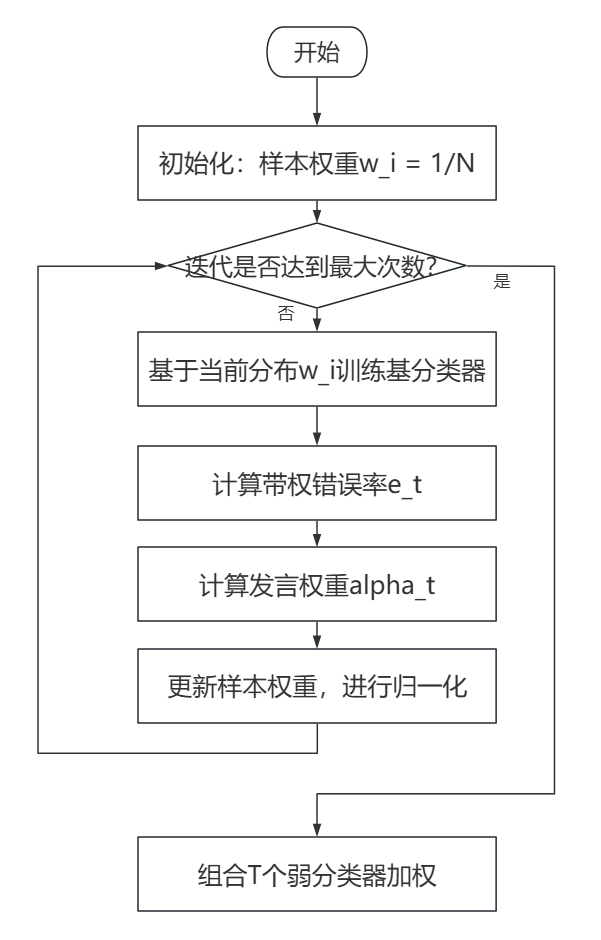 开始
初始化：样本权重w_i = 1/N
迭代是否达到最大次数？
是
否
基于当前分布w_i训练基分类器
计算带权错误率e_t
计算发言权重alpha_t
更新样本权重，进行归一化
组合T个弱分类器加权